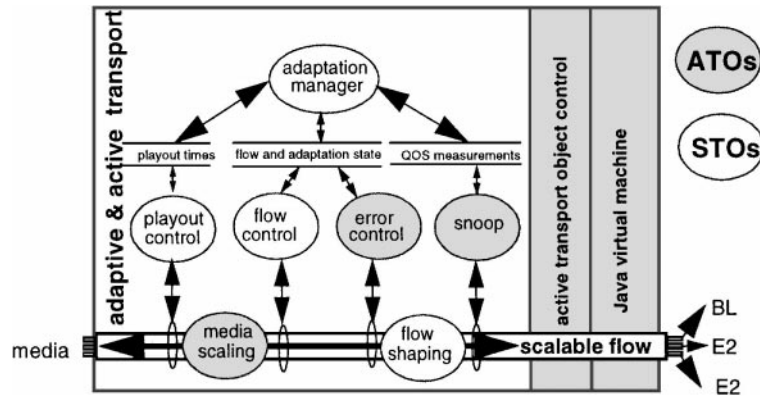 adaptive & active transport
adaptation
manager
playout times
flow and adaptation state
QOS measurements
playout
control
flow
control
error
control
snoop
media
media
scaling
flow
shaping
scalable flow
active transport object control
Java virtual machine
ATOs
STOs
BL
E2
E2